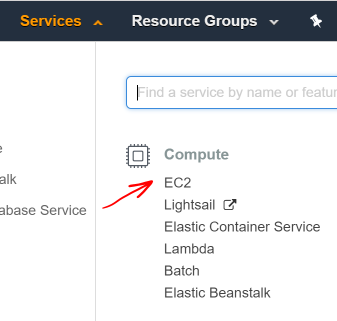 Services
Resource Groups
Find a service by name or featur
Compute
EC2
alk
Lightsail
abase Service
Elastic Container Service
Lambda
Batch
Elastic Beanstalk